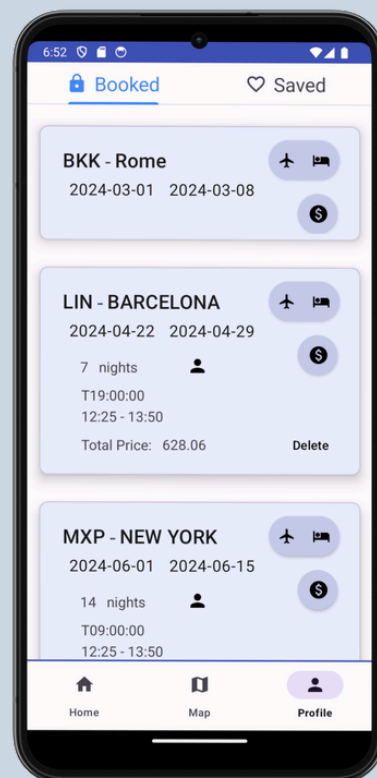 6:52
Booked
Saved
BKK - Rome
2024-03-01 2024-03-08
LIN - BARCELONA
2024-04-22 2024-04-29
7 nights
T19:00:00
12:25 - 13:50
Total Price: 628.06 Delete
MXP - NEW YORK
2024-06-01 2024-06-15
14 nights
T09:00:00
12:25 - 13:50
Home Map Profile